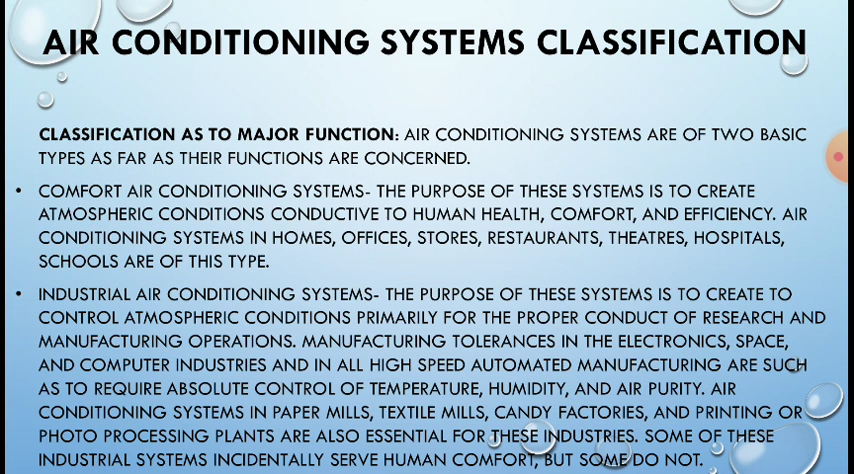 AIR CONDITIONING SYSTEMS CLASSIFICATION
CLASSIFICATION AS TO MAJOR FUNCTION: AIR CONDITIONING SYSTEMS ARE OF TWO BASIC
TYPES AS FAR AS THEIR FUNCTIONS ARE CONCERNED.
• COMFORT AIR CONDITIONING SYSTEMS- THE PURPOSE OF THESE SYSTEMS IS TO CREATE
ATMOSPHERIC CONDITIONS CONDUCTIVE TO HUMAN HEALTH, COMFORT, AND EFFICIENCY. AIR
CONDITIONING SYSTEMS IN HOMES, OFFICES, STORES, RESTAURANTS, THEATRES, HOSPITALS,
SCHOOLS ARE OF THIS TYPE.
• INDUSTRIAL AIR CONDITIONING SYSTEMS- THE PURPOSE OF THESE SYSTEMS IS TO CREATE TO
CONTROL ATMOSPHERIC CONDITIONS PRIMARILY FOR THE PROPER CONDUCT OF RESEARCH AND
MANUFACTURING OPERATIONS. MANUFACTURING TOLERANCES IN THE ELECTRONICS, SPACE,
AND COMPUTER INDUSTRIES AND IN ALL HIGH SPEED AUTOMATED MANUFACTURING ARE SUCH
AS TO REQUIRE ABSOLUTE CONTROL OF TEMPERATURE, HUMIDITY, AND AIR PURITY. AIR
CONDITIONING SYSTEMS IN PAPER MILLS, TEXTILE MILLS, CANDY FACTORIES, AND PRINTING OR
PHOTO PROCESSING PLANTS ARE ALSO ESSENTIAL FOR THESE INDUSTRIES. SOME OF THESE
INDUSTRIAL SYSTEMS INCIDENTALLY SERVE HUMAN COMFORT, BUT SOME DO NOT.